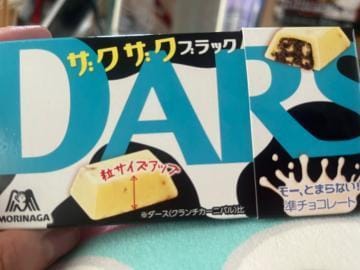 ザクザクブラック
DARS
粒サイズアップ
※ダース(クランチカーニバル)比
モー、とまらない!
準チョコレート
MORINAGA